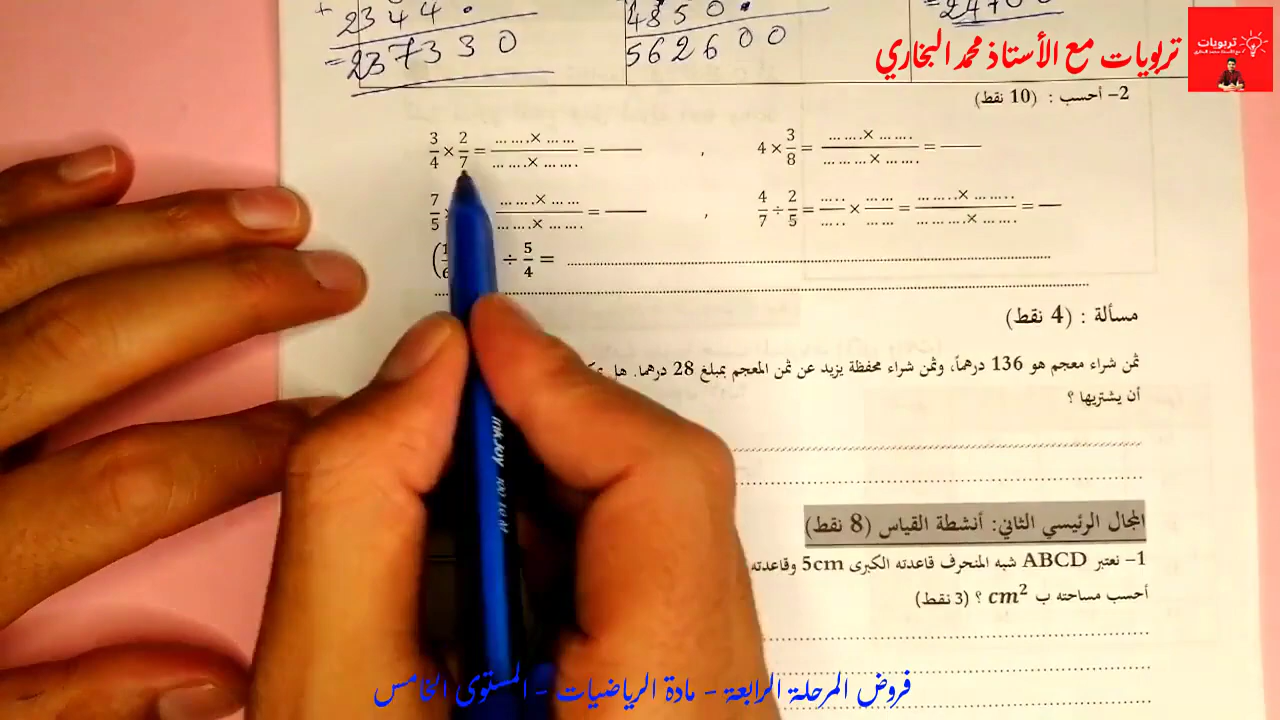 + 2344.
= 237330
4850.
562600
تربويات مع الأستاذ محمد البخاري
تربويات
2- أحسب : (10 نقط)
3/4 × 2/7 = ... .... × ... ... / ... .... × ... .... = ——— , 4 × 3/8 = ... .... × ... .... / ... ... ... × ... .... = ———
7/5 ... .... × ... ... / ... .... × ... .... = ——— , 4/7 ÷ 2/5 = ..... / ..... × ... ... / ... ... = ... .... × ... .... / ... ... .... × ... .... = ——
÷ 5/4 = ................................................
مسألة : (4 نقط)
ثمن شراء معجم هو 136 درهماً، وثمن شراء محفظة يزيد عن ثمن المعجم بمبلغ 28 درهما. هل
أن يشتريها ؟
المجال الرئيسي الثاني: أنشطة القياس (8 نقط)
1- نعتبر ABCD شبه المنحرف قاعدته الكبرى 5cm وقاعدته
أحسب مساحته ب cm² ؟ (3 نقط)
InkJoy 100
فروض المرحلة الرابعة - مادة الرياضيات - المستوى الخامس